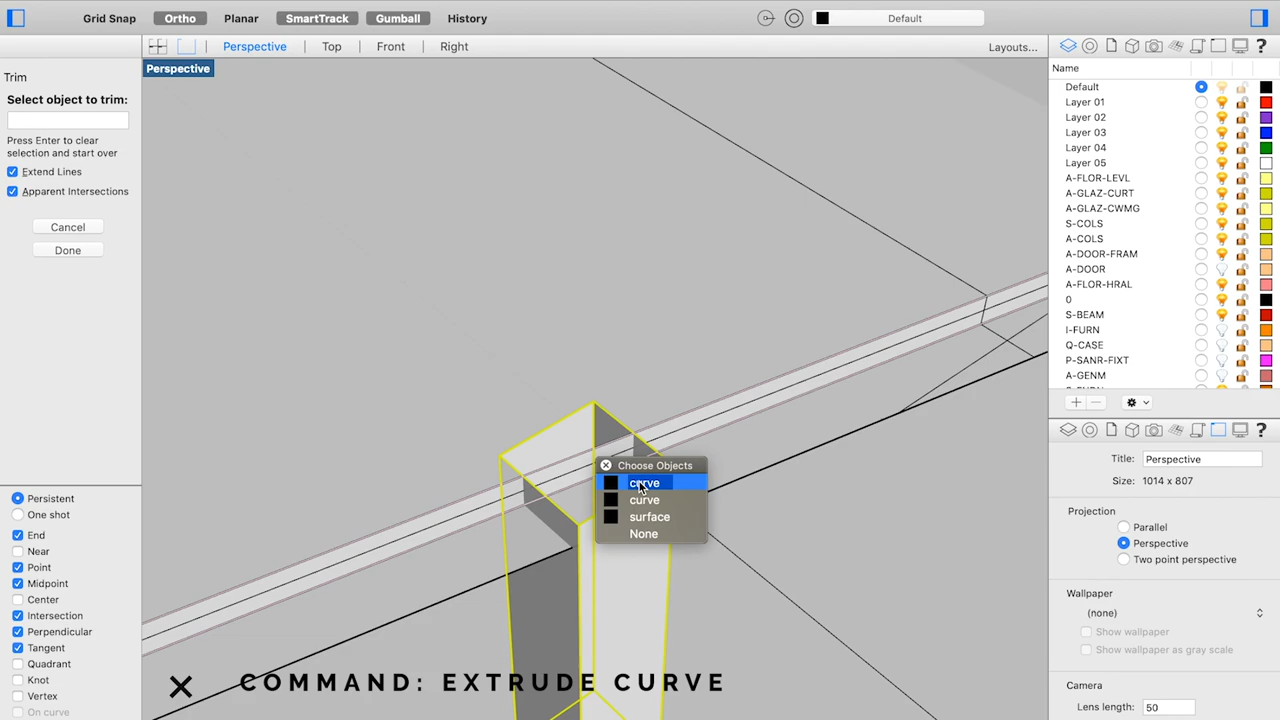 Grid Snap Ortho Planar SmartTrack Gumball History Default
Perspective Top Front Right Layouts...
Perspective
Trim
Select object to trim:
Press Enter to clear
selection and start over
Extend Lines
Apparent Intersections
Cancel
Done
Persistent
One shot
End
Near
Point
Midpoint
Center
Intersection
Perpendicular
Tangent
Quadrant
Knot
Vertex
On curve
Choose Objects
curve
curve
surface
None
COMMAND: EXTRUDE CURVE
Name
Default
Layer 01
Layer 02
Layer 03
Layer 04
Layer 05
A-FLOR-LEVL
A-GLAZ-CURT
A-GLAZ-CWMG
S-COLS
A-COLS
A-DOOR-FRAM
A-DOOR
A-FLOR-HRAL
0
S-BEAM
I-FURN
Q-CASE
P-SANR-FIXT
A-GENM
Title: Perspective
Size: 1014 x 807
Projection
Parallel
Perspective
Two point perspective
Wallpaper
(none)
Show wallpaper
Show wallpaper as gray scale
Camera
Lens length: 50